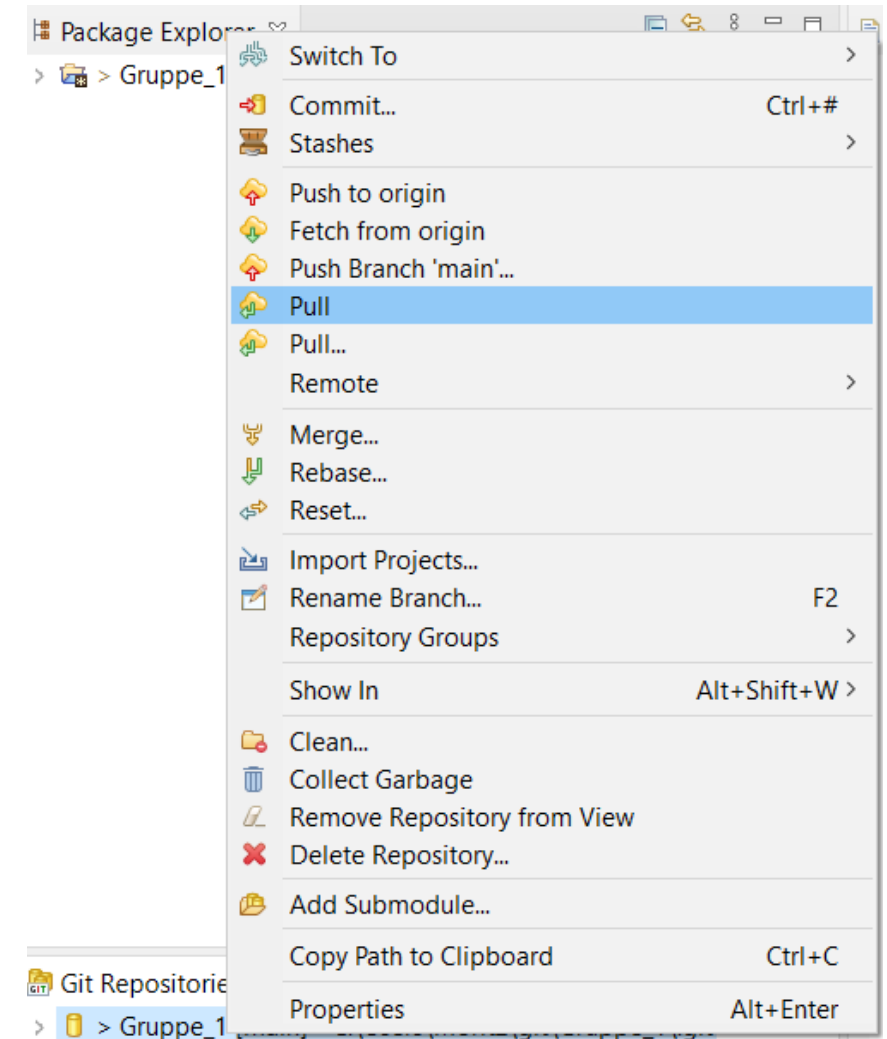 Package Explorer
> Gruppe_1
Switch To
Commit... Ctrl+#
Stashes
Push to origin
Fetch from origin
Push Branch 'main'...
Pull
Pull...
Remote
Merge...
Rebase...
Reset...
Import Projects...
Rename Branch... F2
Repository Groups
Show In Alt+Shift+W
Clean...
Collect Garbage
Remove Repository from View
Delete Repository...
Add Submodule...
Copy Path to Clipboard Ctrl+C
Git Repositorie
Properties Alt+Enter
> Gruppe_1